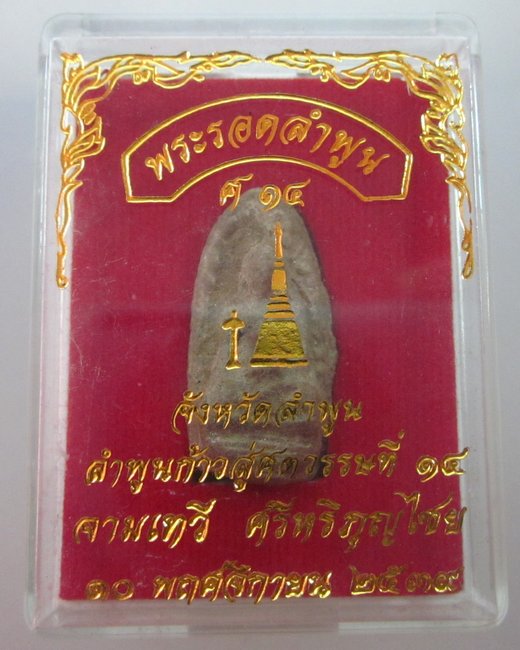 พระรอดลำพูน
ศ ๑๔
จังหวัดลำพูน
ลำพูนก้าวสู่ศตวรรษที่ ๑๔
จามเทวี ศรีหริภุญไชย
๑๐ พฤศจิกายน ๒๕๓๙